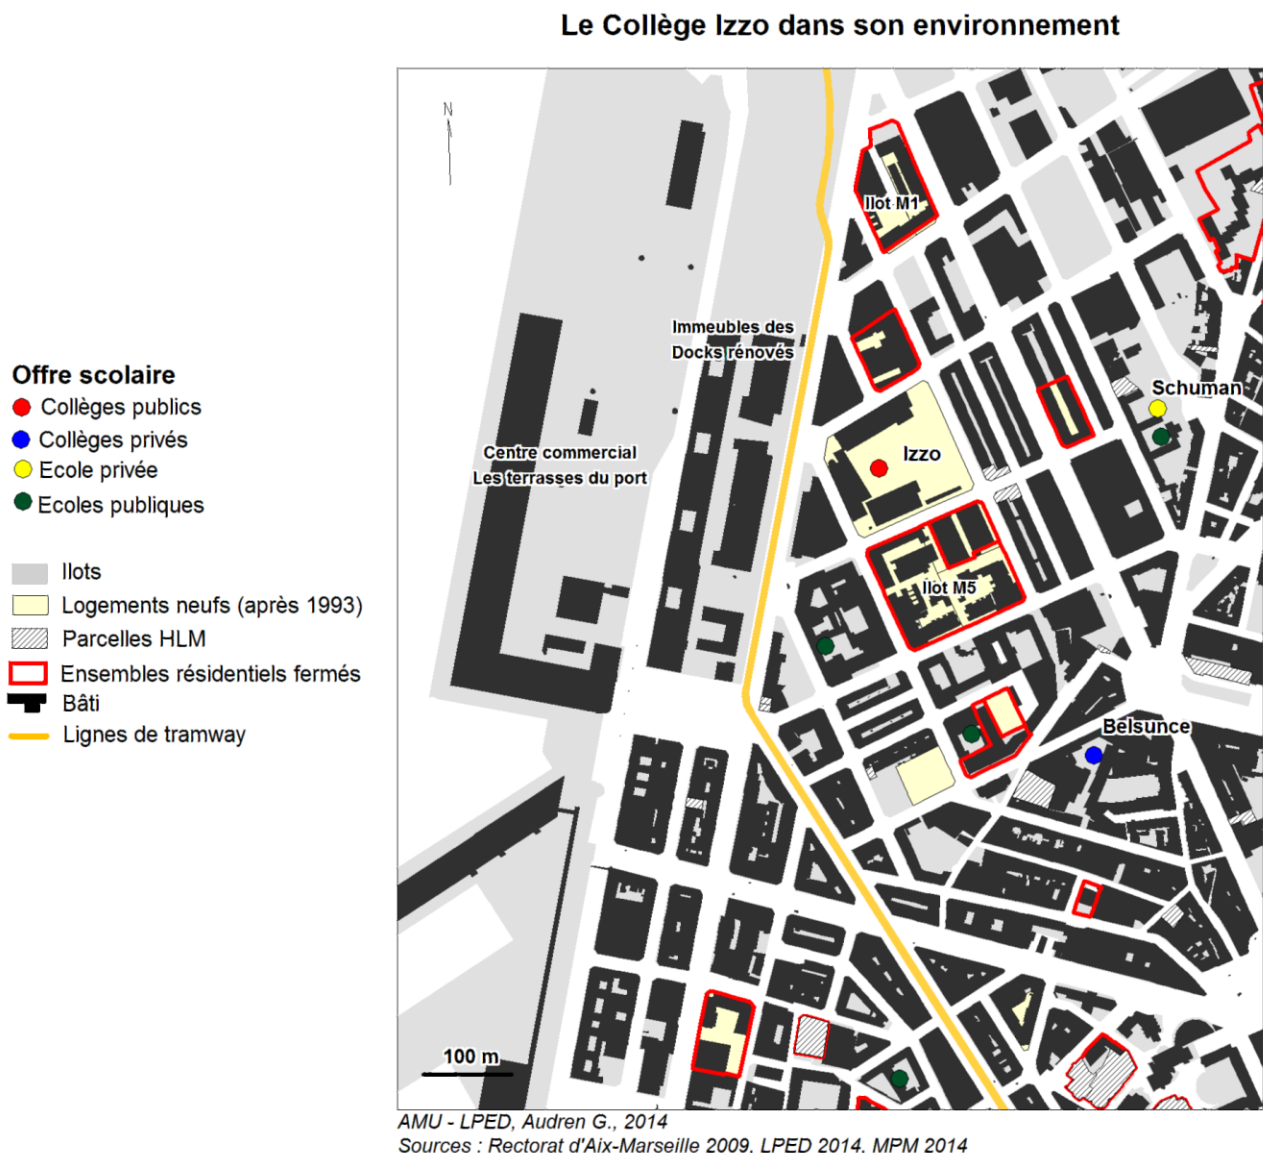 Le Collège Izzo dans son environnement
N
Ilot M1
Immeubles des
Docks rénovés
Schuman
Centre commercial
Les terrasses du port
Izzo
Ilot M5
Belsunce
100 m
Offre scolaire
Collèges publics
Collèges privés
Ecole privée
Ecoles publiques
Ilots
Logements neufs (après 1993)
Parcelles HLM
Ensembles résidentiels fermés
Bâti
Lignes de tramway
AMU - LPED, Audren G., 2014
Sources : Rectorat d'Aix-Marseille 2009, LPED 2014, MPM 2014